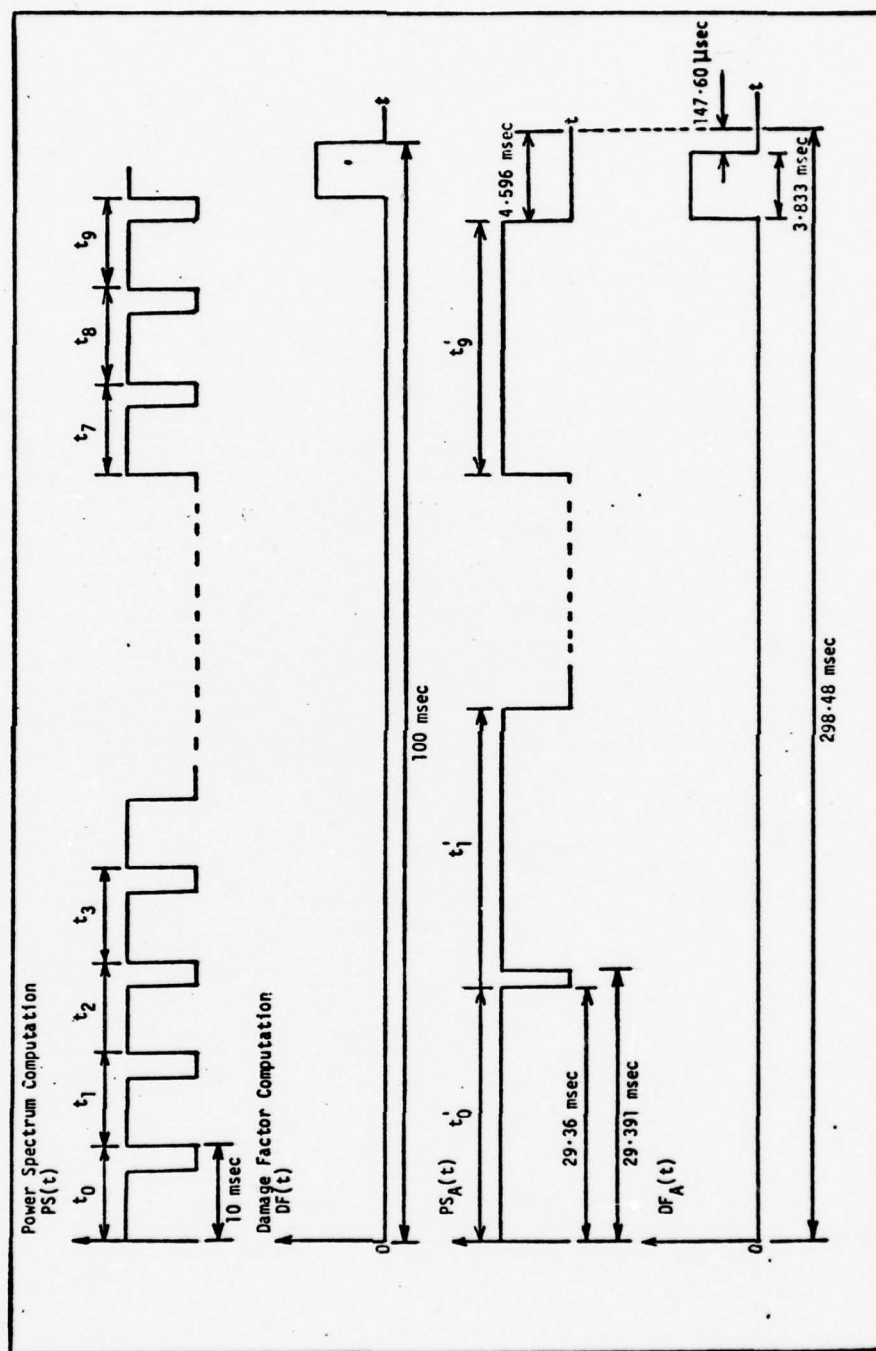 Power Spectrum Computation
PS(t)
t₀
t₁
t₂
t₃
t₇
t₈
t₉
10 msec
Damage Factor Computation
DF(t)
0
t
100 msec
PS_A(t)
t₀'
t₁'
t₉'
4·596 msec
t
29·36 msec
29·391 msec
DF_A(t)
0
t
147·60 μsec
3·833 msec
298·48 msec